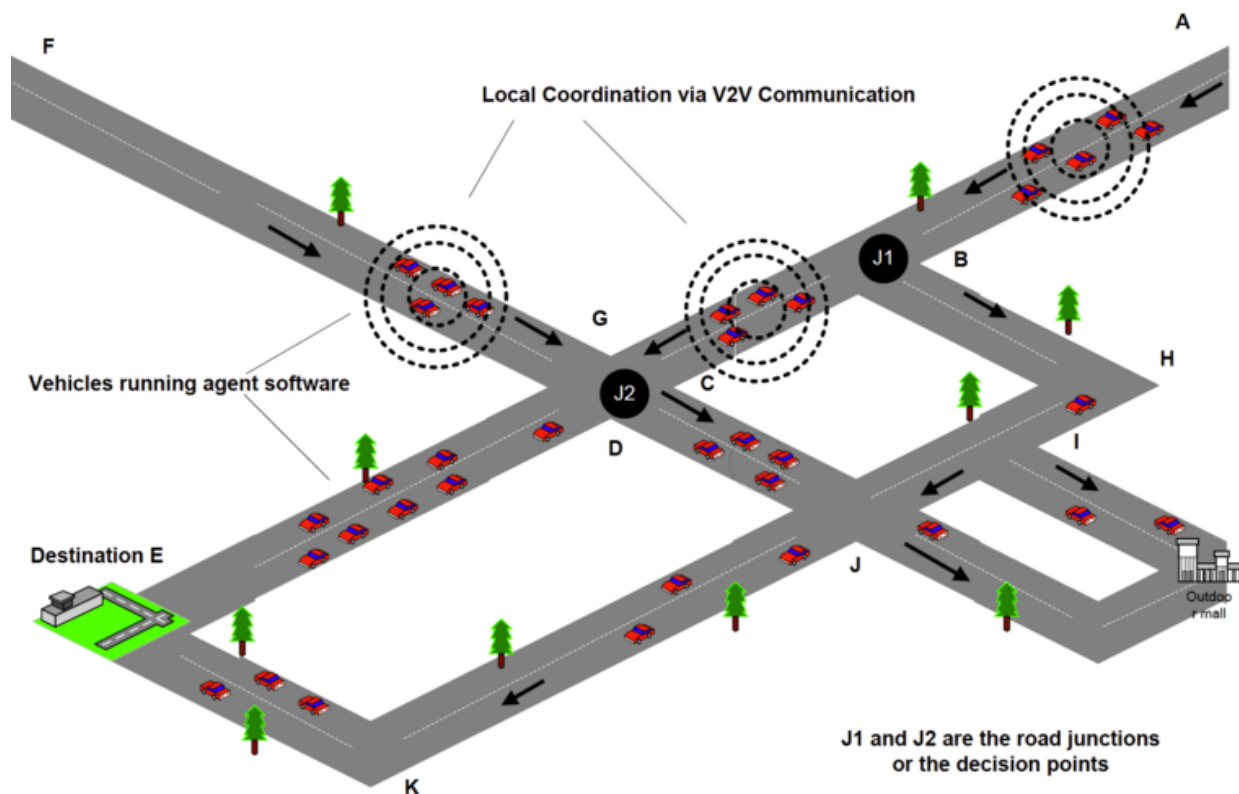 F
A
Local Coordination via V2V Communication
J1
B
G
H
Vehicles running agent software
C
J2
D
I
Destination E
J
Outdoo
r mall
J1 and J2 are the road junctions
or the decision points
K